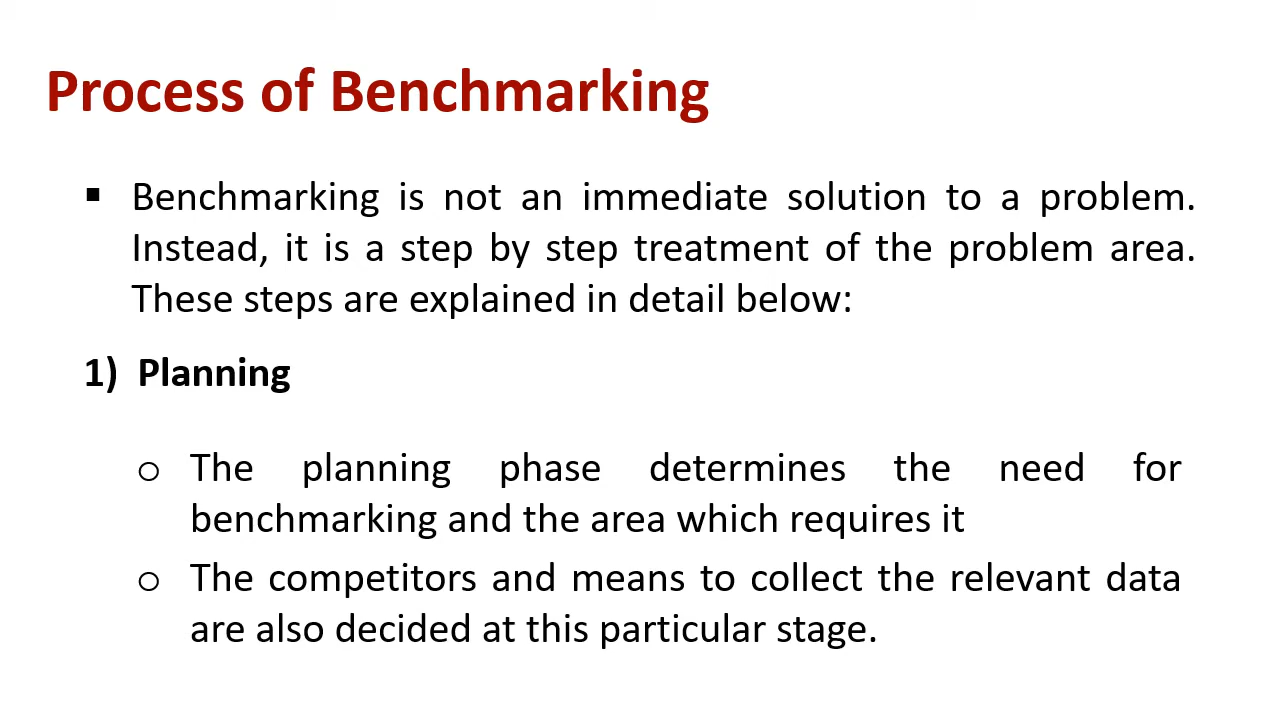 Process of Benchmarking
▪ Benchmarking is not an immediate solution to a problem.
Instead, it is a step by step treatment of the problem area.
These steps are explained in detail below:
1) Planning
o The planning phase determines the need for
benchmarking and the area which requires it
o The competitors and means to collect the relevant data
are also decided at this particular stage.